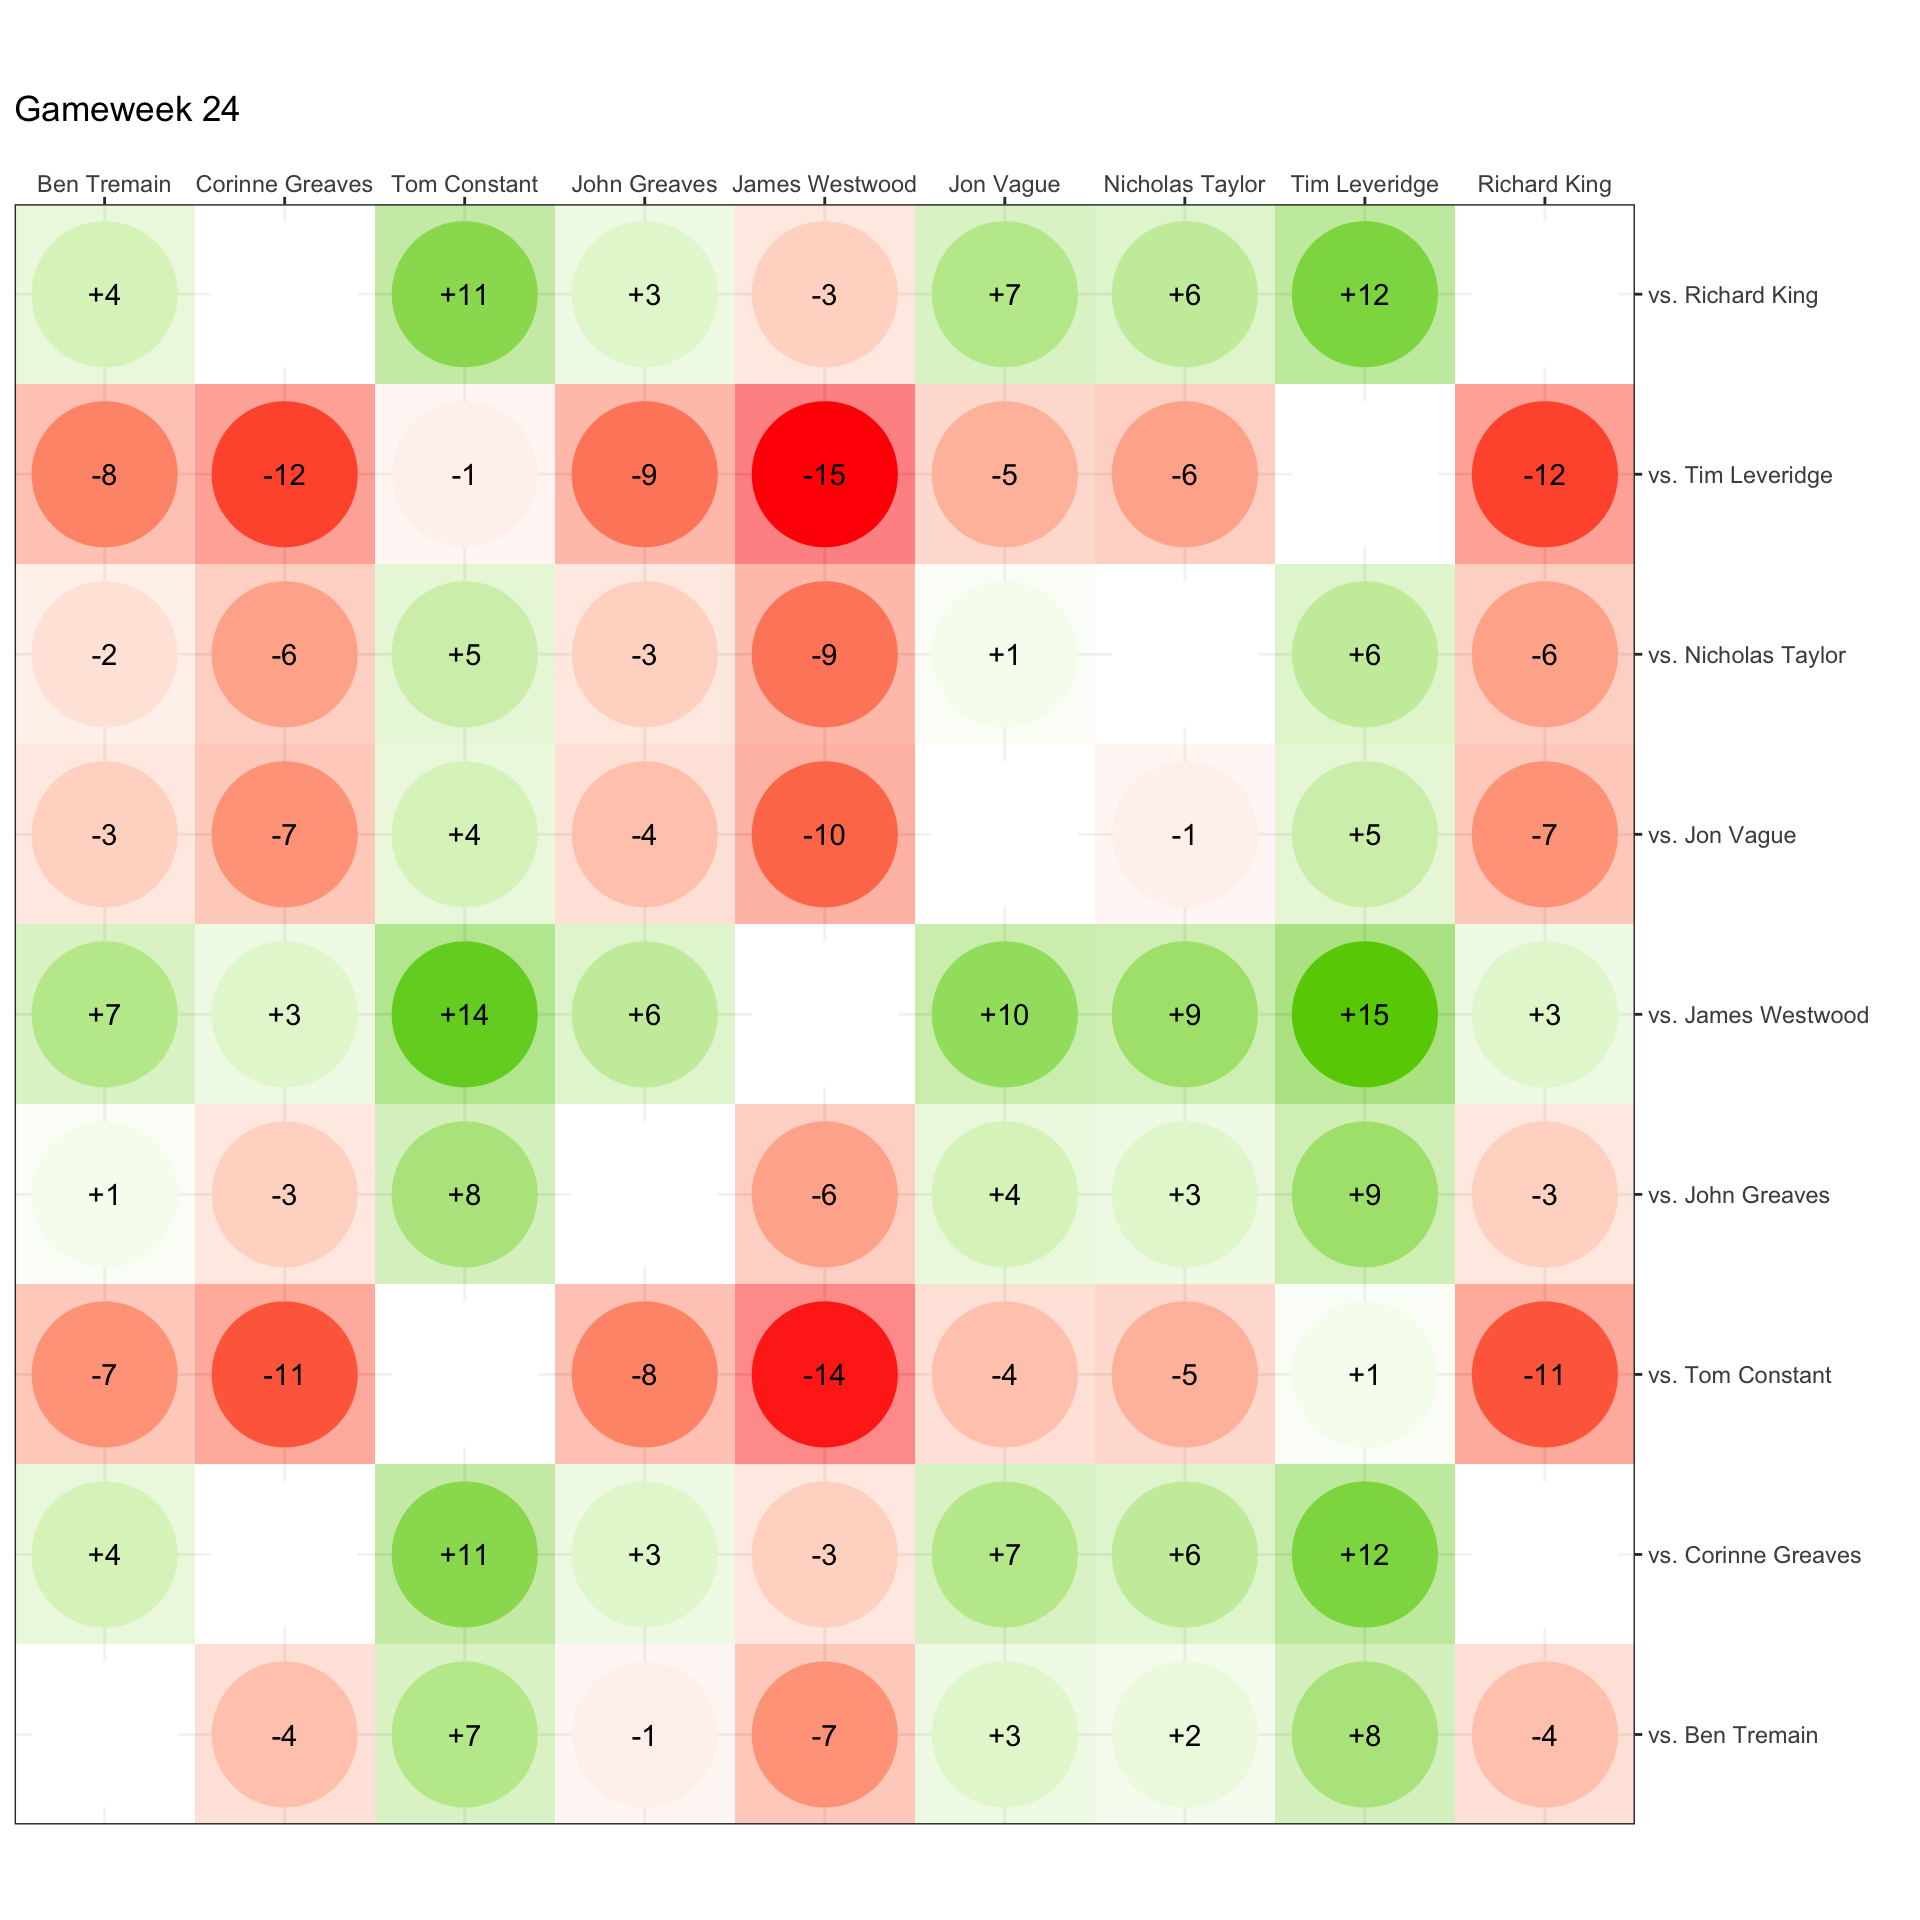 Gameweek 24
Ben Tremain Corinne Greaves Tom Constant John Greaves James Westwood Jon Vague Nicholas Taylor Tim Leveridge Richard King
+4 +11 +3 -3 +7 +6 +12 vs. Richard King
-8 -12 -1 -9 -15 -5 -6 -12 vs. Tim Leveridge
-2 -6 +5 -3 -9 +1 +6 -6 vs. Nicholas Taylor
-3 -7 +4 -4 -10 -1 +5 -7 vs. Jon Vague
+7 +3 +14 +6 +10 +9 +15 +3 vs. James Westwood
+1 -3 +8 -6 +4 +3 +9 -3 vs. John Greaves
-7 -11 -8 -14 -4 -5 +1 -11 vs. Tom Constant
+4 +11 +3 -3 +7 +6 +12 vs. Corinne Greaves
-4 +7 -1 -7 +3 +2 +8 -4 vs. Ben Tremain